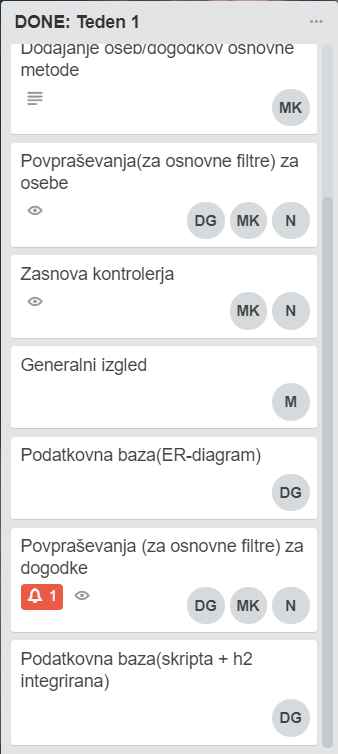 DONE: Teden 1
Dodajanje oseb/dogodkov osnovne
metode
MK
Povpraševanja(za osnovne filtre) za
osebe
DG MK N
Zasnova kontrolerja
MK N
Generalni izgled
M
Podatkovna baza(ER-diagram)
DG
Povpraševanja (za osnovne filtre) za
dogodke
1
DG MK N
Podatkovna baza(skripta + h2
integrirana)
DG